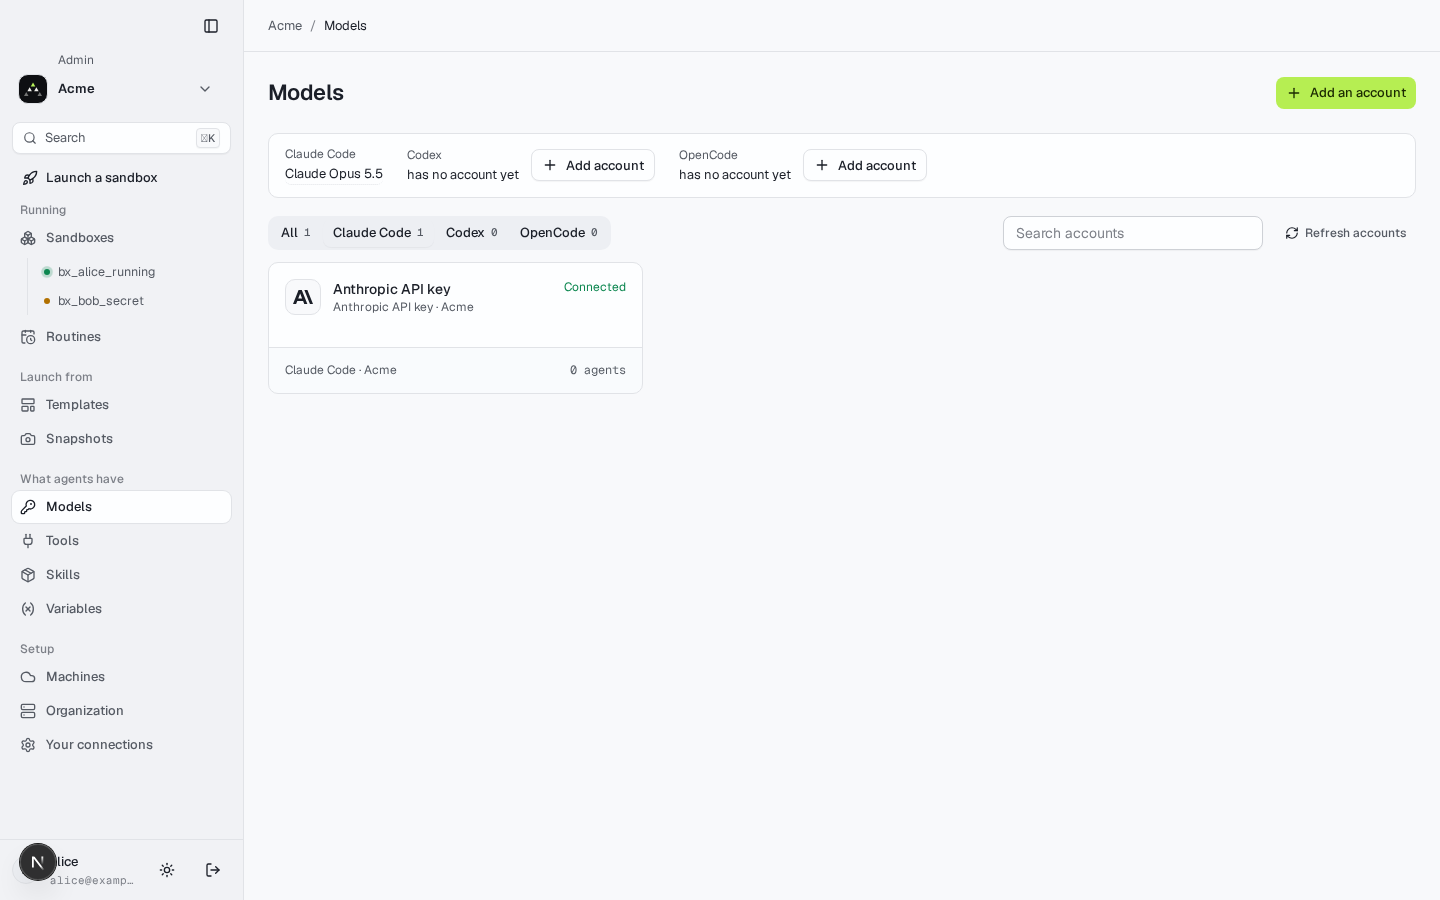 Admin
Acme
Search
K
Launch a sandbox
Running
Sandboxes
bx_alice_running
bx_bob_secret
Routines
Launch from
Templates
Snapshots
What agents have
Models
Tools
Skills
Variables
Setup
Machines
Organization
Your connections
N
lice
alice@examp…
Acme / Models
Models
Add an account
Claude Code
Claude Opus 5.5
Codex
has no account yet
Add account
OpenCode
has no account yet
Add account
All 1
Claude Code 1
Codex 0
OpenCode 0
Search accounts
Refresh accounts
Anthropic API key
Connected
Anthropic API key · Acme
Claude Code · Acme
0 agents